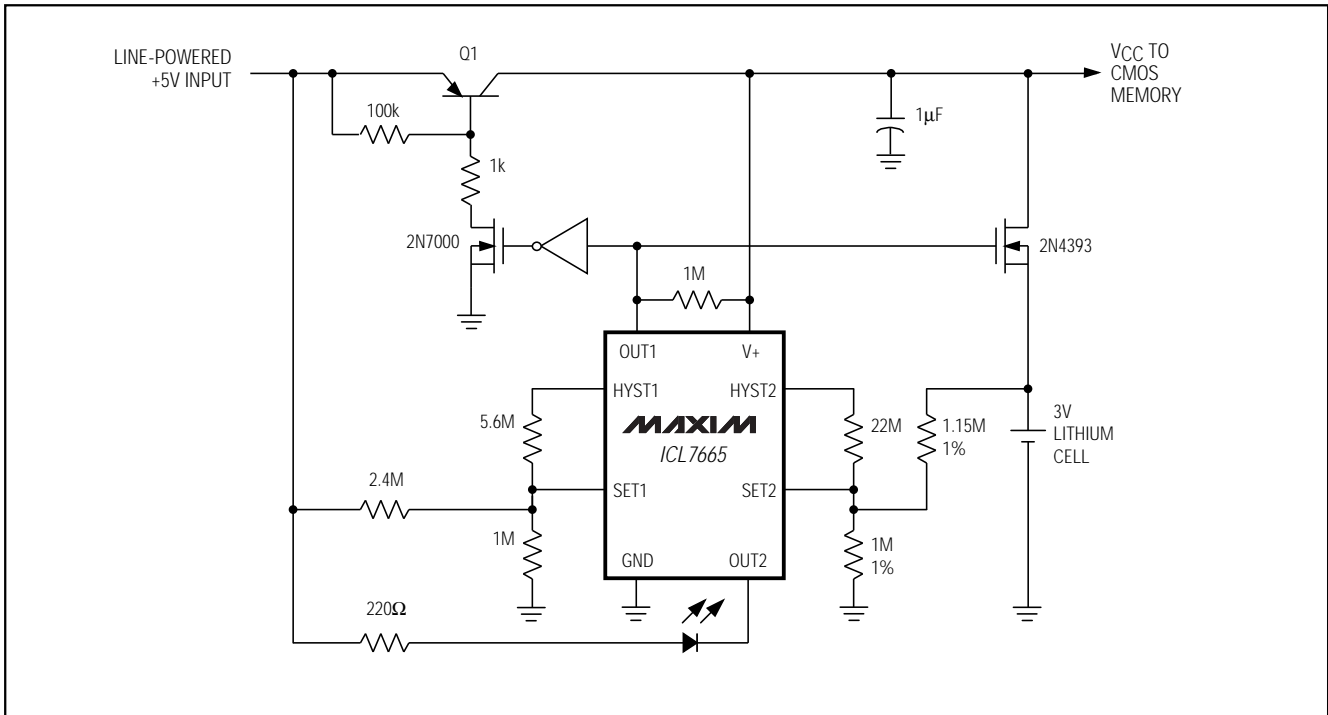 LINE-POWERED
+5V INPUT
Q1
VCC TO
CMOS
MEMORY
100k
1µF
1k
2N7000
2N4393
1M
OUT1
V+
HYST1
HYST2
5.6M
MAXIM
ICL7665
22M
1.15M
1%
3V
LITHIUM
CELL
2.4M
SET1
SET2
1M
GND
OUT2
1M
1%
220Ω